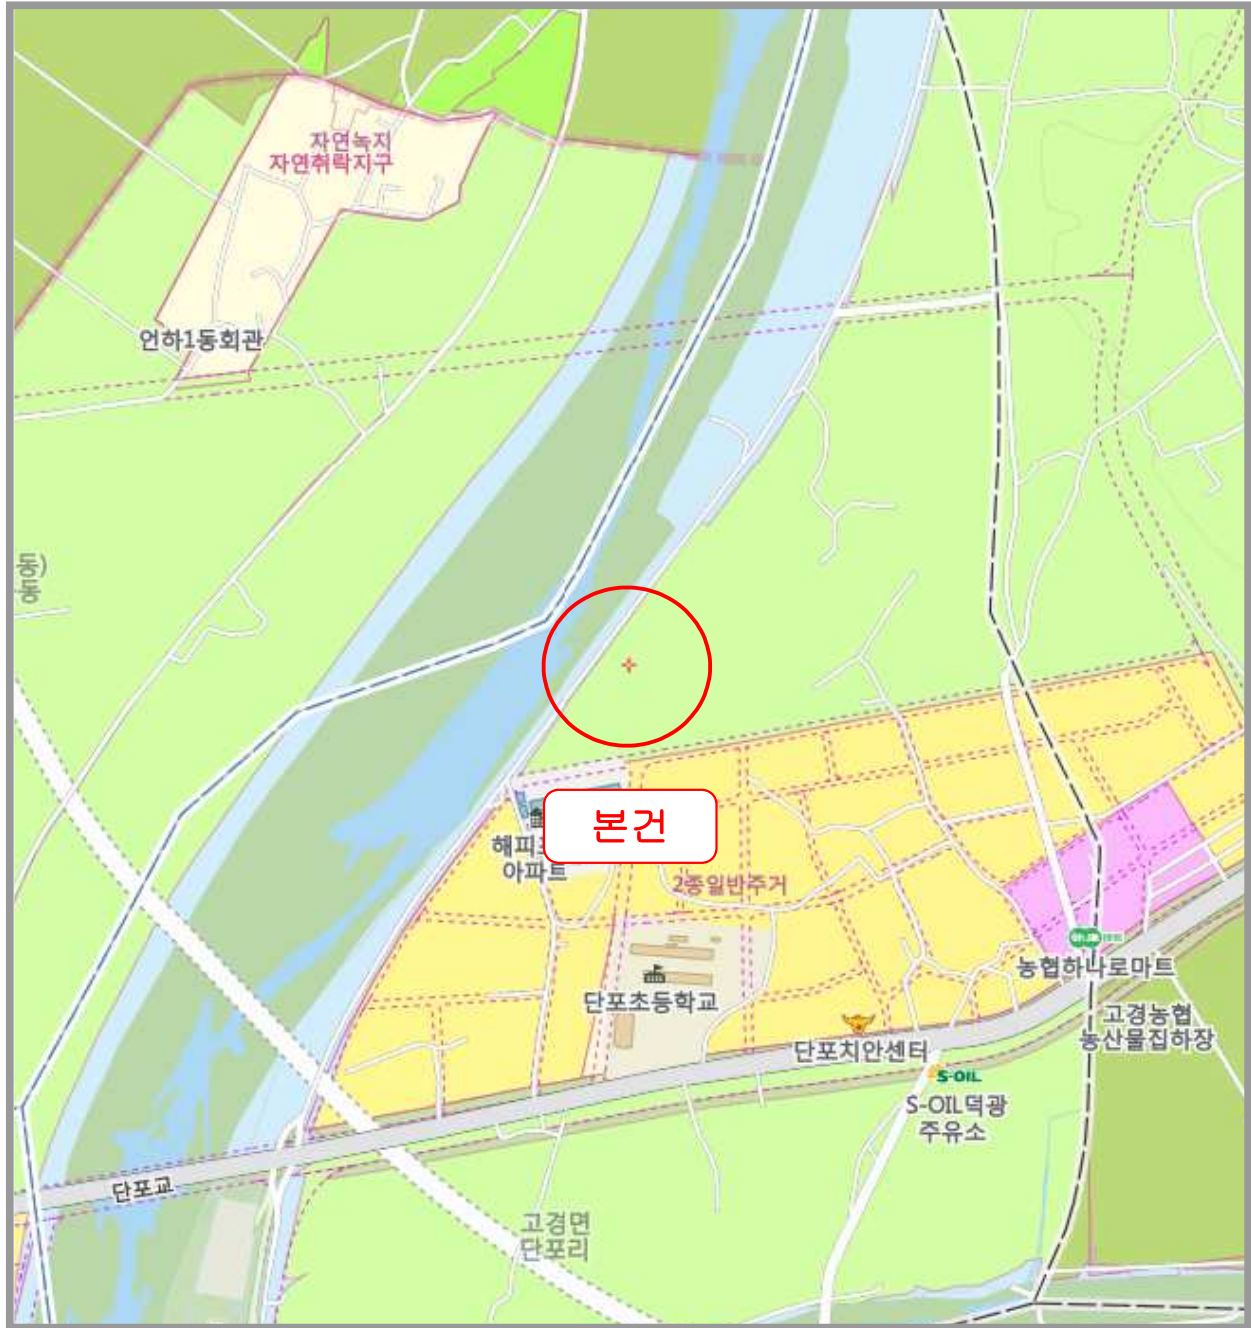 자연녹지
자연취락지구
언하1동회관
동)
동
본건
해피
아파트
2종일반주거
단포초등학교
농협하나로마트
고경농협
농산물집하장
단포치안센터
S-OIL
S-OIL덕광
주유소
단포교
고경면
단포리